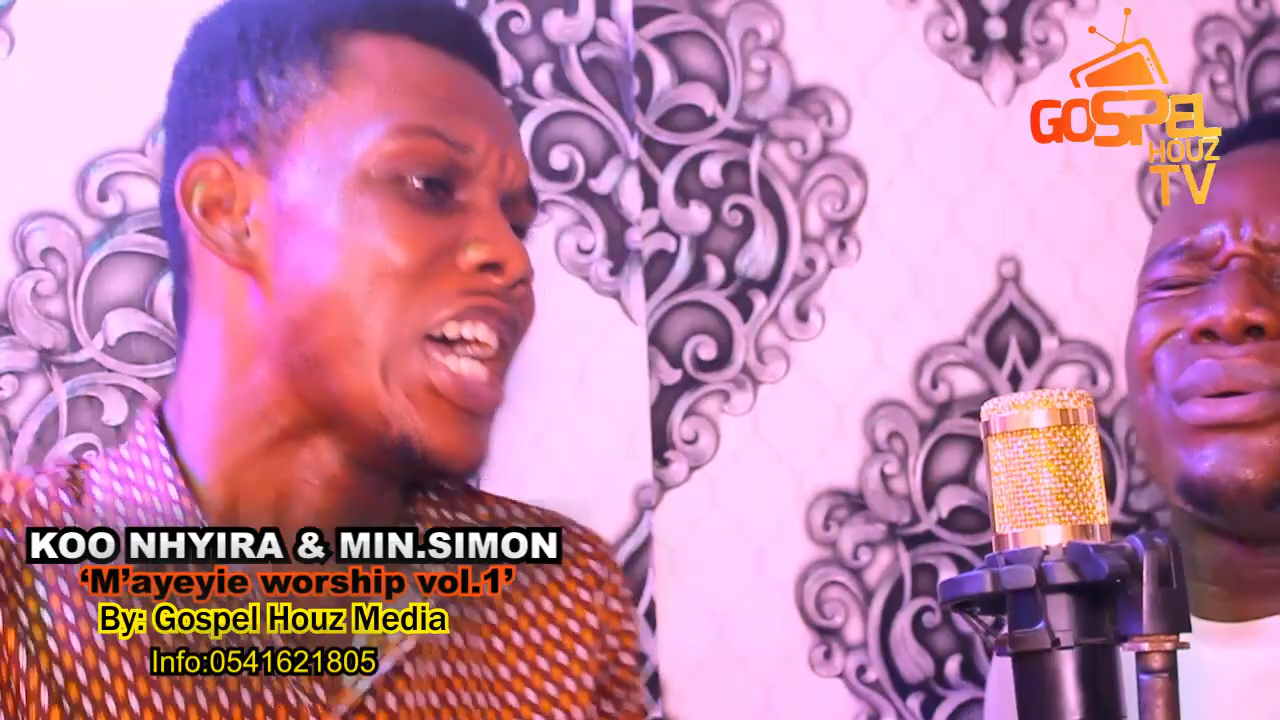 GOSPEL
HOUZ
TV
KOO NHYIRA & MIN.SIMON
‘M’ayeyie worship vol.1’
By: Gospel Houz Media
Info:0541621805